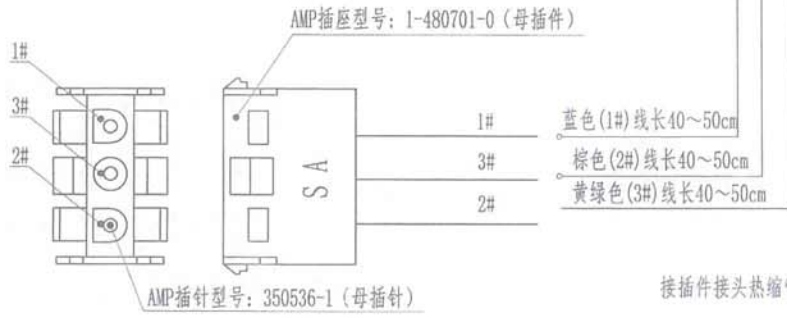 AMP插座型号: 1-480701-0 (母插件)
1#
3#
2#
SA
1#
3#
2#
蓝色(1#)线长40～50cm
棕色(2#)线长40～50cm
黄绿色(3#)线长40～50cm
AMP插针型号: 350536-1 (母插针)
接插件接头热缩